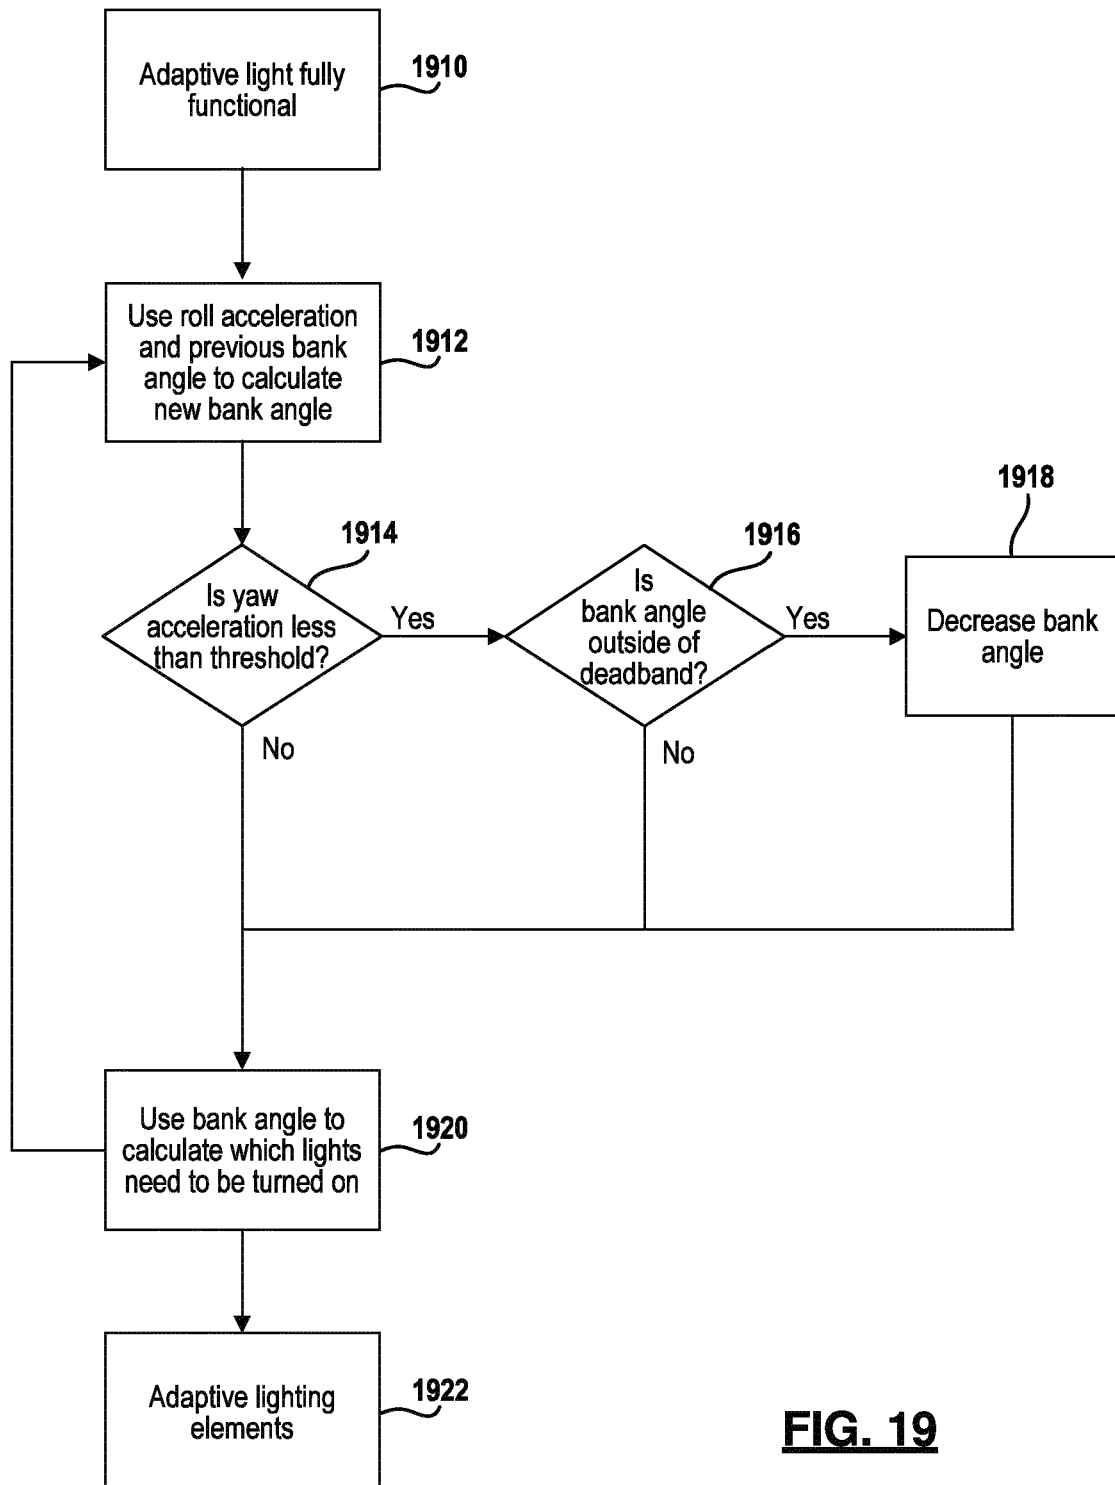 Adaptive light fully
functional
1910
Use roll acceleration
and previous bank
angle to calculate
new bank angle
1912
1914
Is yaw
acceleration less
than threshold?
Yes
No
1916
Is
bank angle
outside of
deadband?
Yes
No
1918
Decrease bank
angle
Use bank angle to
calculate which lights
need to be turned on
1920
Adaptive lighting
elements
1922
FIG. 19